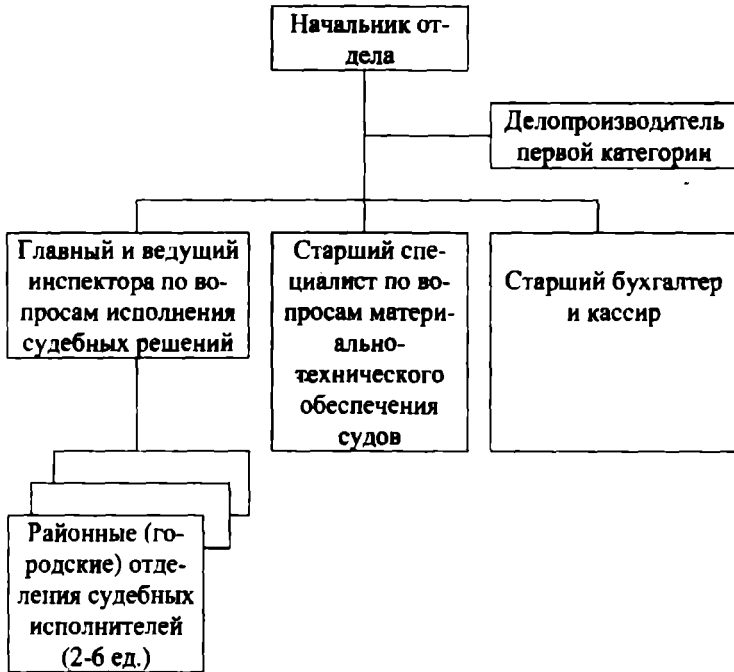 Начальник от-
дела
Делопроизводитель
первой категории
Главный и ведущий
инспектора по во-
просам исполнения
судебных решений
Старший спе-
циалист по во-
просам матери-
ально-
технического
обеспечения
судов
Старший бухгалтер
и кассир
Районные (го-
родские) отде-
ления судебных
исполнителей
(2-6 ед.)